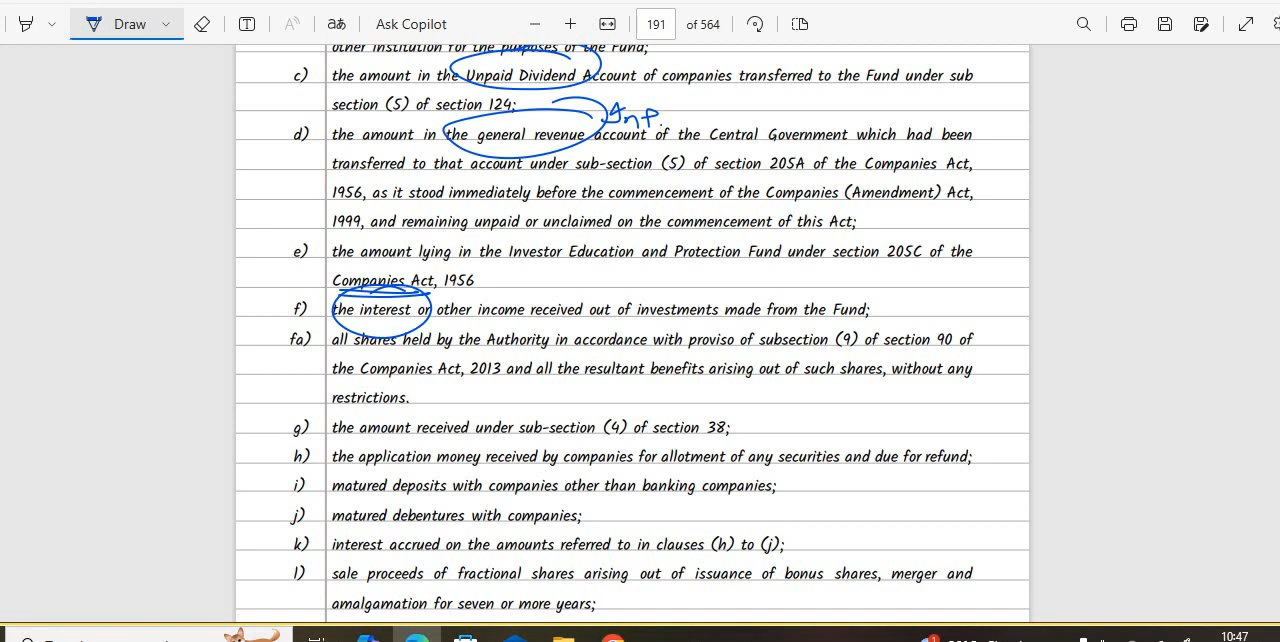 Draw
aあ
Ask Copilot
191 of 564
other institution for the purposes of the Fund;
c) the amount in the Unpaid Dividend Account of companies transferred to the Fund under sub
section (5) of section 124;
Inp.
d) the amount in the general revenue account of the Central Government which had been
transferred to that account under sub-section (5) of section 205A of the Companies Act,
1956, as it stood immediately before the commencement of the Companies (Amendment) Act,
1999, and remaining unpaid or unclaimed on the commencement of this Act;
e) the amount lying in the Investor Education and Protection Fund under section 205C of the
Companies Act, 1956
f) the interest or other income received out of investments made from the Fund;
fa) all shares held by the Authority in accordance with proviso of subsection (9) of section 90 of
the Companies Act, 2013 and all the resultant benefits arising out of such shares, without any
restrictions.
g) the amount received under sub-section (4) of section 38;
h) the application money received by companies for allotment of any securities and due for refund;
i) matured deposits with companies other than banking companies;
j) matured debentures with companies;
k) interest accrued on the amounts referred to in clauses (h) to (j);
l) sale proceeds of fractional shares arising out of issuance of bonus shares, merger and
amalgamation for seven or more years;
10:47